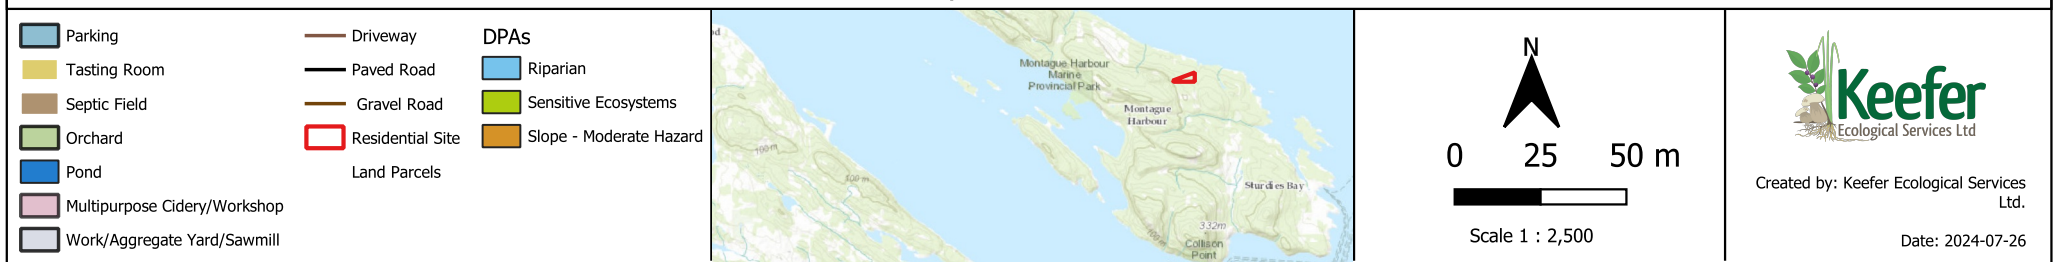 Parking
Tasting Room
Septic Field
Orchard
Pond
Multipurpose Cidery/Workshop
Work/Aggregate Yard/Sawmill
Driveway
Paved Road
Gravel Road
Residential Site
Land Parcels
DPAs
Riparian
Sensitive Ecosystems
Slope - Moderate Hazard
Montague Harbour
Marine
Provincial Park
Montague
Harbour
Sturdies Bay
100 m
100 m
332m
100 m
Collison
Point
N
0 25 50 m
Scale 1 : 2,500
Keefer
Ecological Services Ltd
Created by: Keefer Ecological Services
Ltd.
Date: 2024-07-26